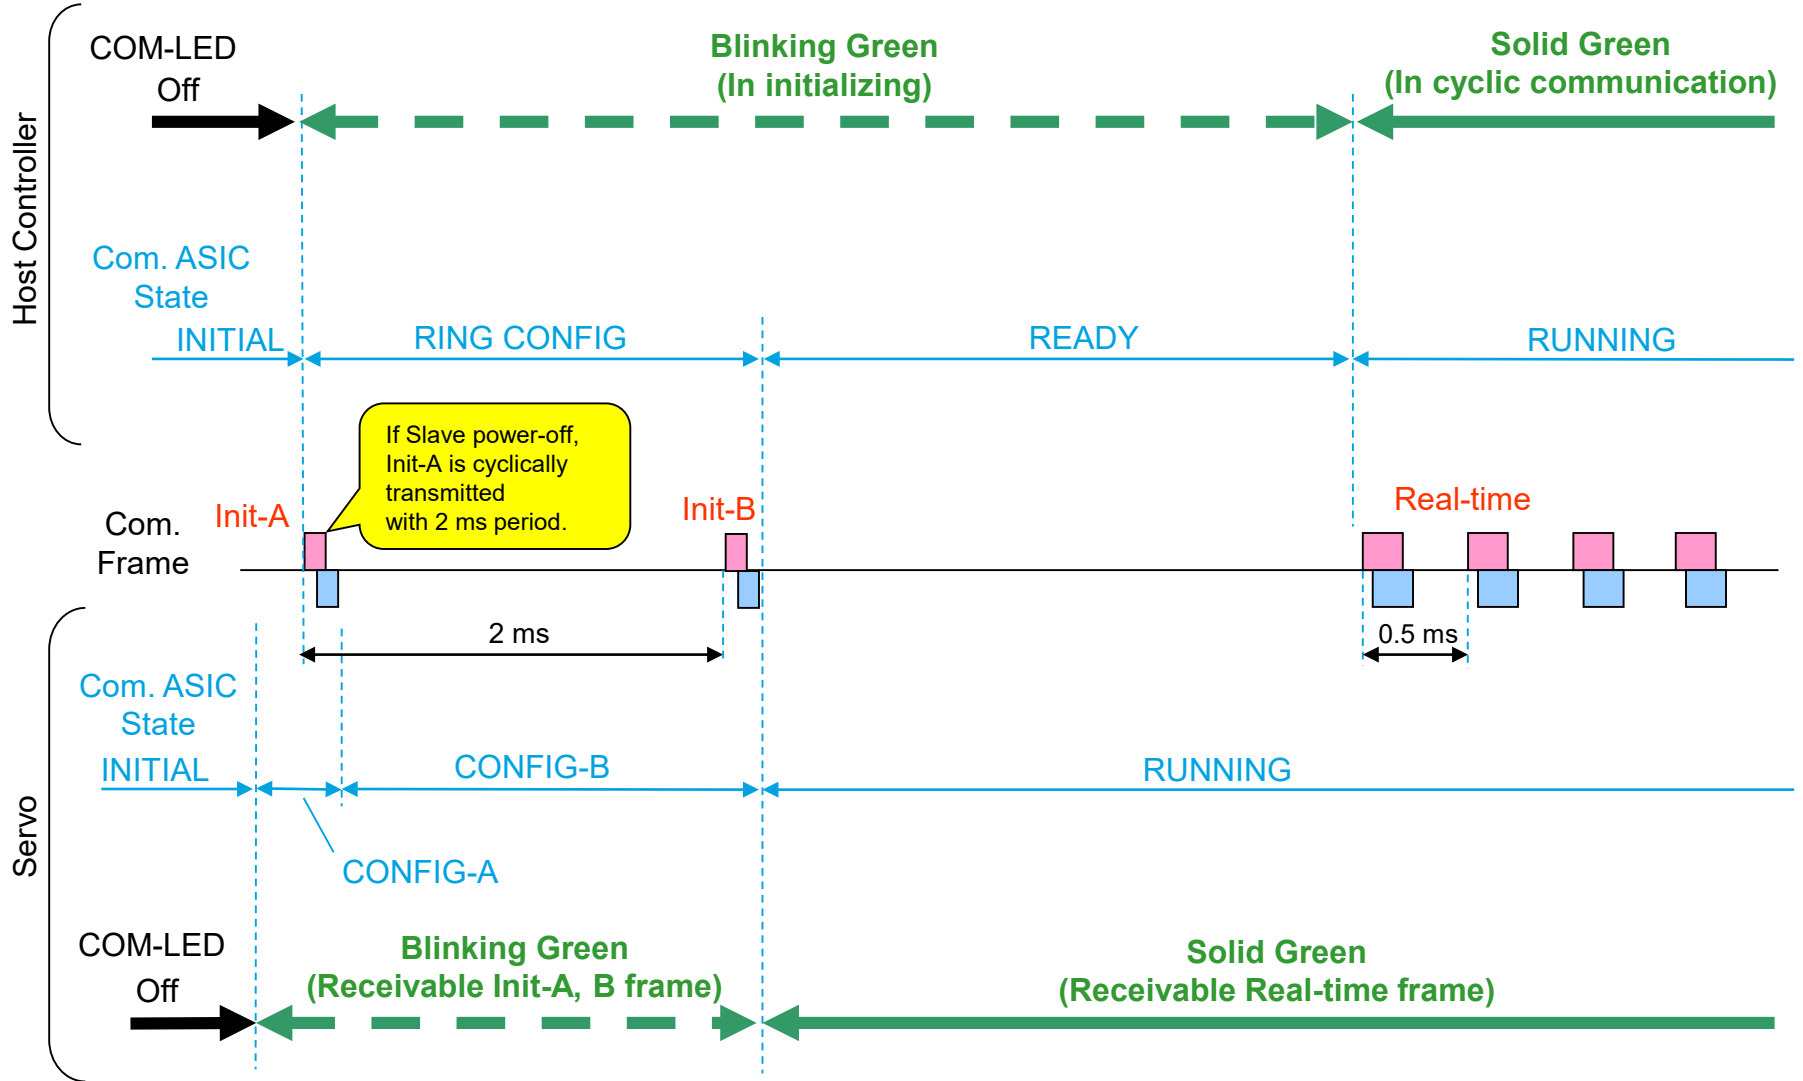 Host Controller
COM-LED
Off
Blinking Green
(In initializing)
Solid Green
(In cyclic communication)
Com. ASIC
State
INITIAL
RING CONFIG
READY
RUNNING
If Slave power-off,
Init-A is cyclically
transmitted
with 2 ms period.
Com.
Frame
Init-A
Init-B
Real-time
2 ms
0.5 ms
Servo
Com. ASIC
State
INITIAL
CONFIG-B
RUNNING
CONFIG-A
COM-LED
Off
Blinking Green
(Receivable Init-A, B frame)
Solid Green
(Receivable Real-time frame)